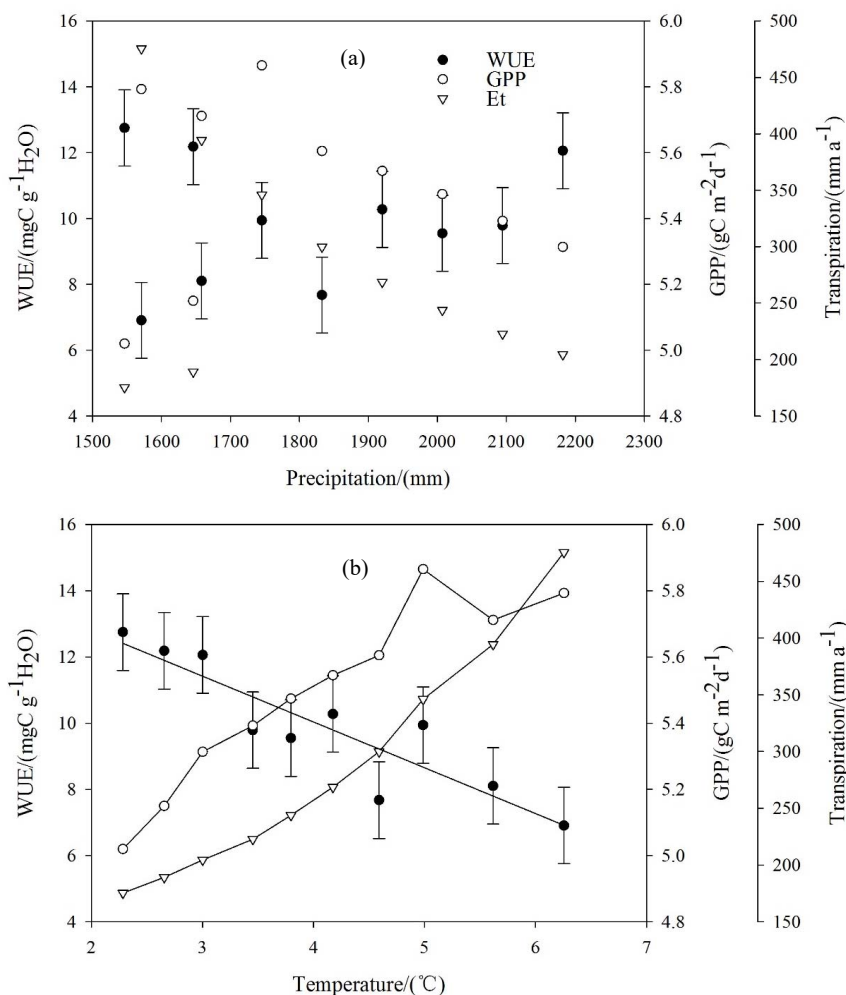 (a)
WUE
GPP
Et
16
14
12
10
8
6
4
WUE/(mgC g⁻¹H₂O)
6.0
5.8
5.6
5.4
5.2
5.0
4.8
GPP/(gC m⁻²d⁻¹)
500
450
400
350
300
250
200
150
Transpiration/(mm a⁻¹)
1500 1600 1700 1800 1900 2000 2100 2200 2300
Precipitation/(mm)
(b)
16
14
12
10
8
6
4
WUE/(mgC g⁻¹H₂O)
6.0
5.8
5.6
5.4
5.2
5.0
4.8
GPP/(gC m⁻²d⁻¹)
500
450
400
350
300
250
200
150
Transpiration/(mm a⁻¹)
2 3 4 5 6 7
Temperature/(℃)